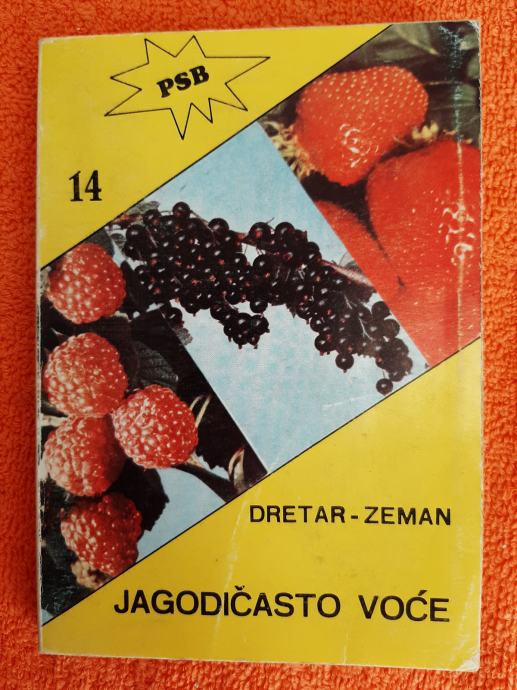 PSB
14
DRETAR-ZEMAN
JAGODIČASTO VOĆE